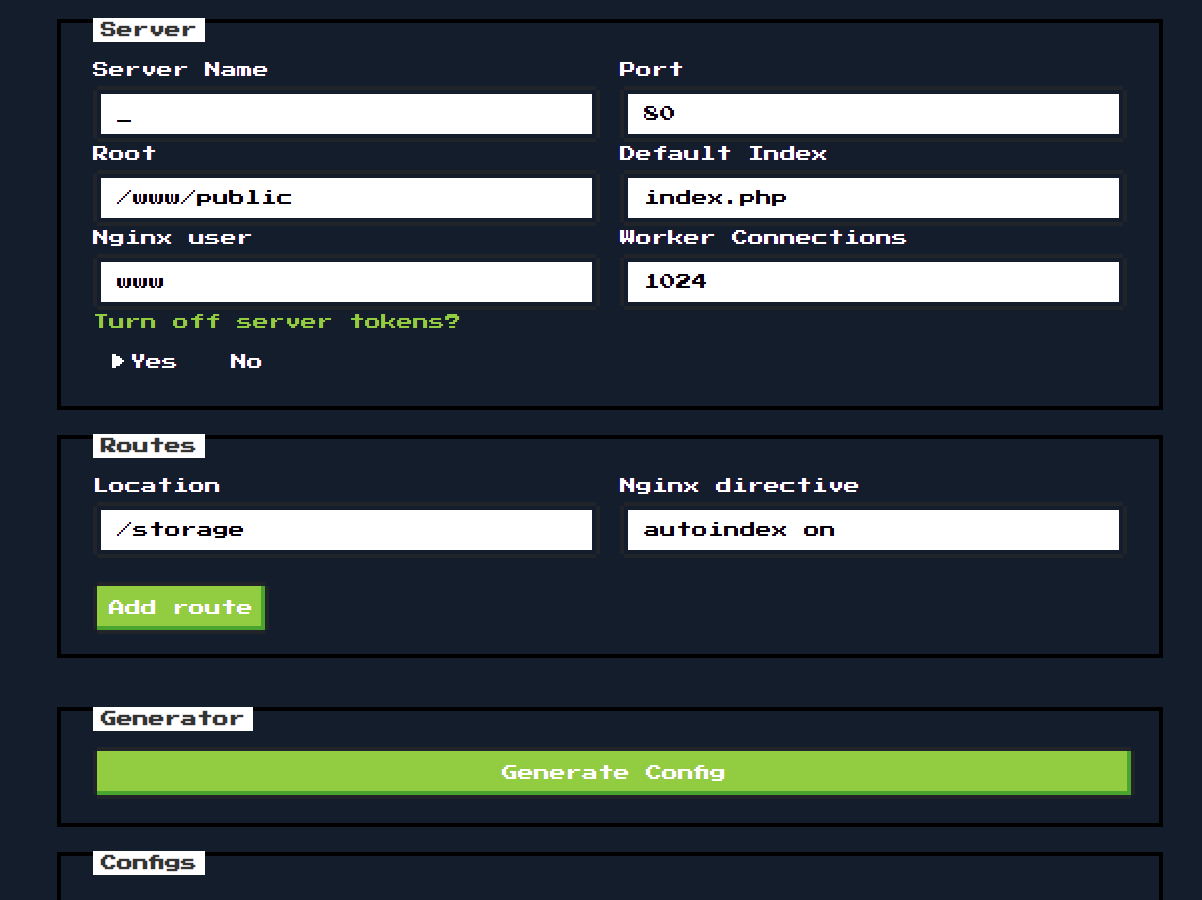 Server
Server Name Port
_ 80
Root Default Index
/www/public index.php
Nginx user Worker Connections
www 1024
Turn off server tokens?
Yes No
Routes
Location Nginx directive
/storage autoindex on
Add route
Generator
Generate Config
Configs